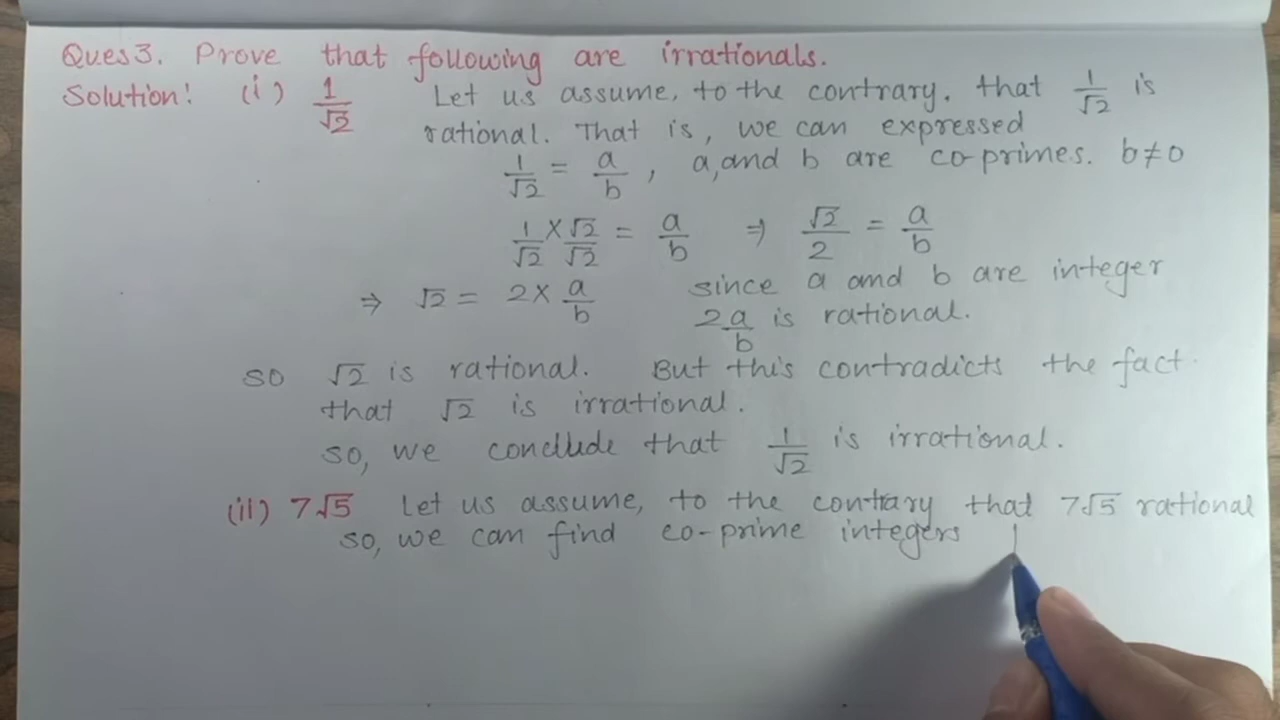 Ques 3. Prove that following are irrationals.
Solution: (i) 1/√2 Let us assume, to the contrary, that 1/√2 is
rational. That is, we can expressed
1/√2 = a/b , a, and b are co-primes. b≠0
1/√2 × √2/√2 = a/b ⇒ √2/2 = a/b
⇒ √2 = 2 × a/b since a and b are integer
2a/b is rational.
so √2 is rational. But this contradicts the fact
that √2 is irrational.
so, we conclude that 1/√2 is irrational.
(ii) 7√5 Let us assume, to the contrary that 7√5 rational
so, we can find co-prime integers